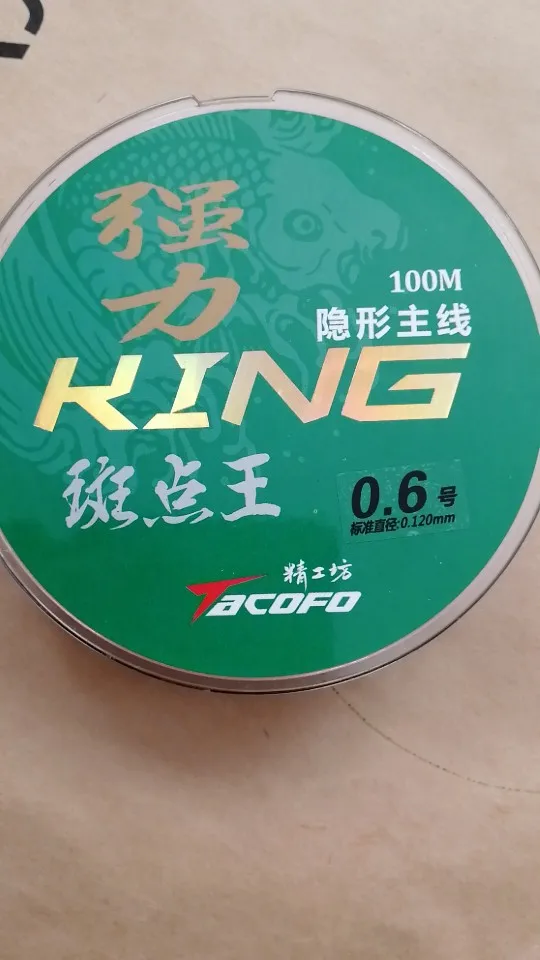 强
力
100M
隐形主线
KING
斑点王
0.6号
标准直径:0.120mm
精工坊
TACOFO